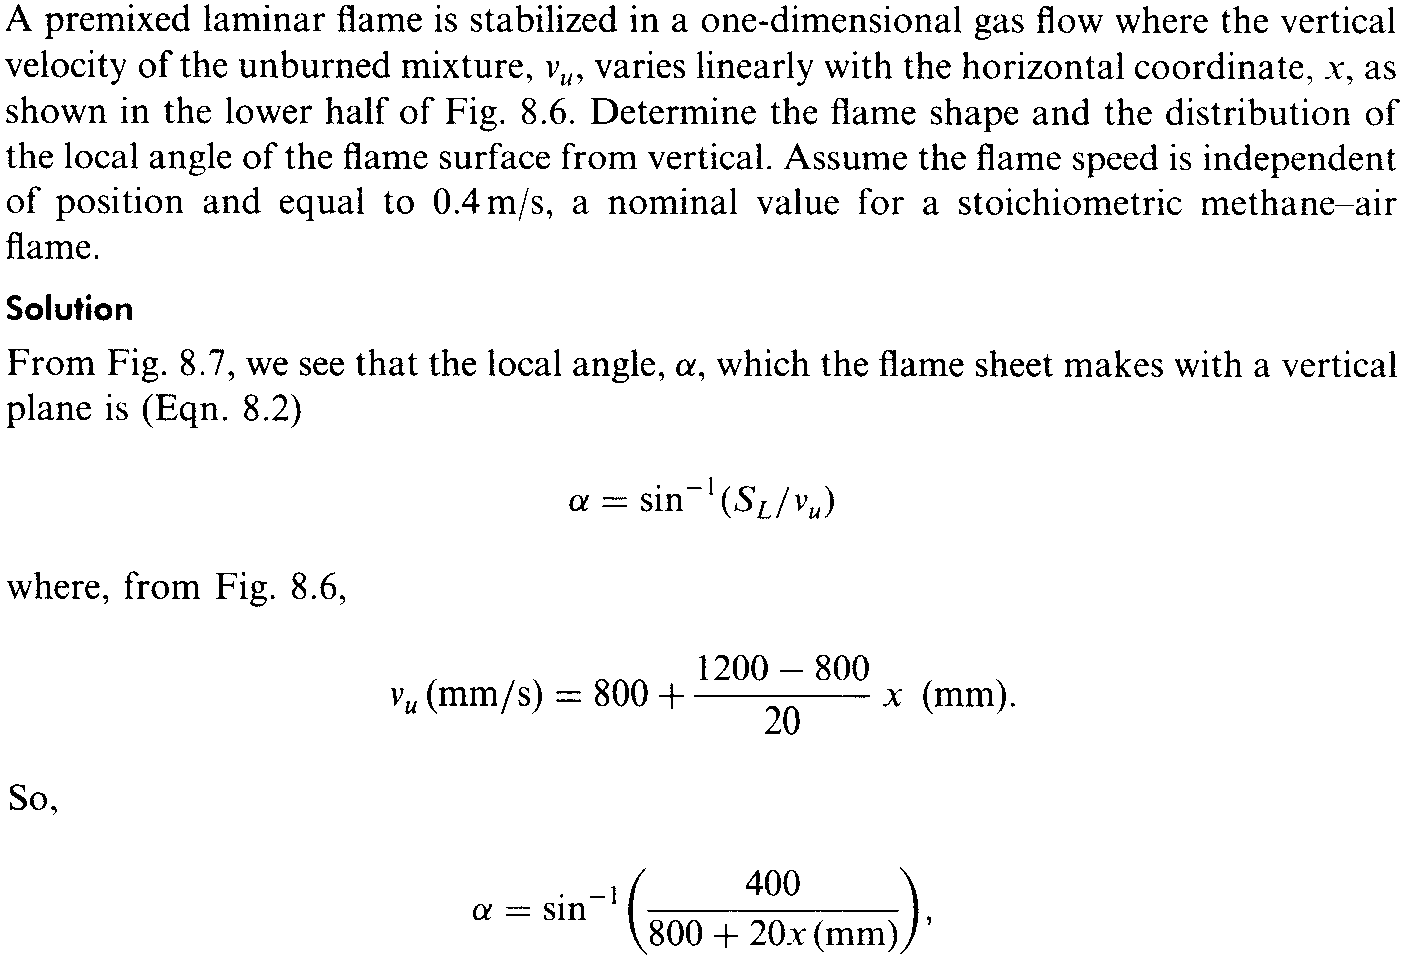 A premixed laminar flame is stabilized in a one-dimensional gas flow where the vertical
velocity of the unburned mixture, v_u, varies linearly with the horizontal coordinate, x, as
shown in the lower half of Fig. 8.6. Determine the flame shape and the distribution of
the local angle of the flame surface from vertical. Assume the flame speed is independent
of position and equal to 0.4 m/s, a nominal value for a stoichiometric methane–air
flame.
Solution
From Fig. 8.7, we see that the local angle, α, which the flame sheet makes with a vertical
plane is (Eqn. 8.2)
α = sin⁻¹(S_L/v_u)
where, from Fig. 8.6,
v_u (mm/s) = 800 + (1200 − 800)/20 x (mm).
So,
α = sin⁻¹(400/(800 + 20x (mm))),